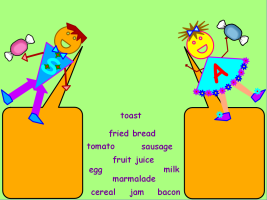 S
A
toast
fried bread
tomato sausage
fruit juice
egg milk
marmalade
cereal jam bacon